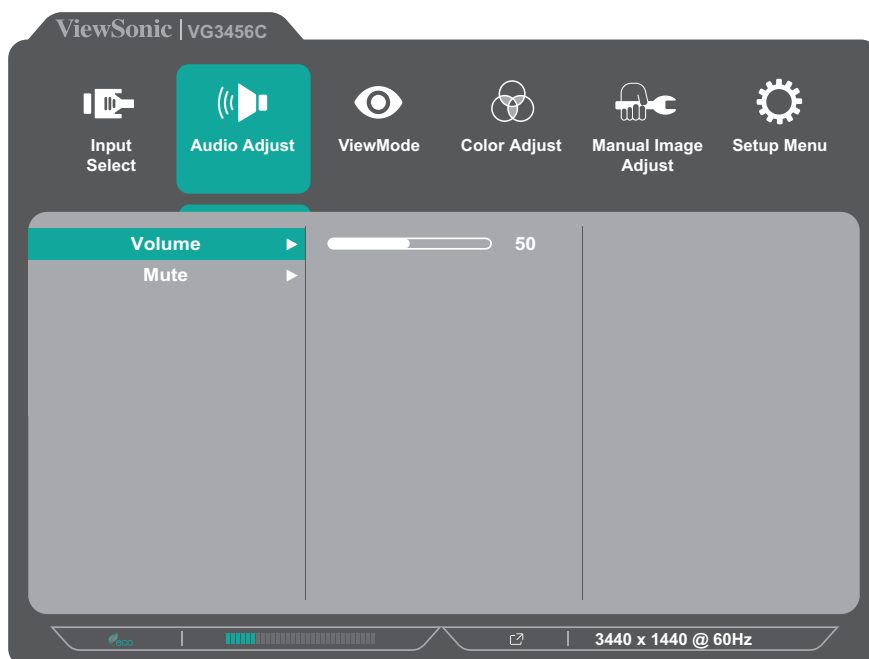 ViewSonic | VG3456C
Input
Select
Audio Adjust
ViewMode
Color Adjust
Manual Image
Adjust
Setup Menu
Volume
50
Mute
eco
3440 x 1440 @ 60Hz